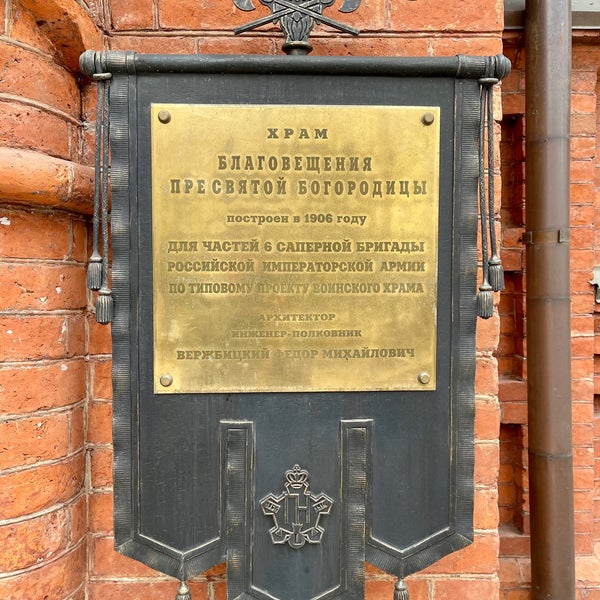 ХРАМ
БЛАГОВЕЩЕНИЯ
ПРЕСВЯТОЙ БОГОРОДИЦЫ
ПОСТРОЕН В 1906 ГОДУ
ДЛЯ ЧАСТЕЙ 6 САПЕРНОЙ БРИГАДЫ
РОССИЙСКОЙ ИМПЕРАТОРСКОЙ АРМИИ
ПО ТИПОВОМУ ПРОЕКТУ ВОИНСКОГО ХРАМА
АРХИТЕКТОР
ИНЖЕНЕР-ПОЛКОВНИК
ВЕРЖБИЦКИЙ ФЕДОР МИХАЙЛОВИЧ